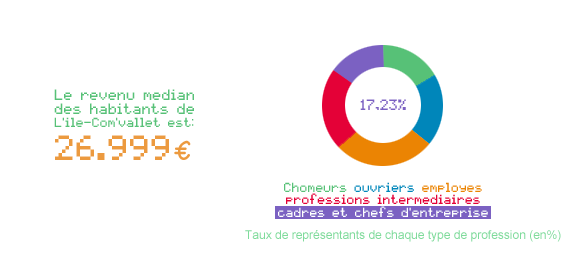 Le revenu median
des habitants de
L'ile-Com'vallet est:
26.999 €
17.23%
Chomeurs ouvriers employes
professions intermediaires
cadres et chefs d'entreprise
Taux de représentants de chaque type de profession (en%)